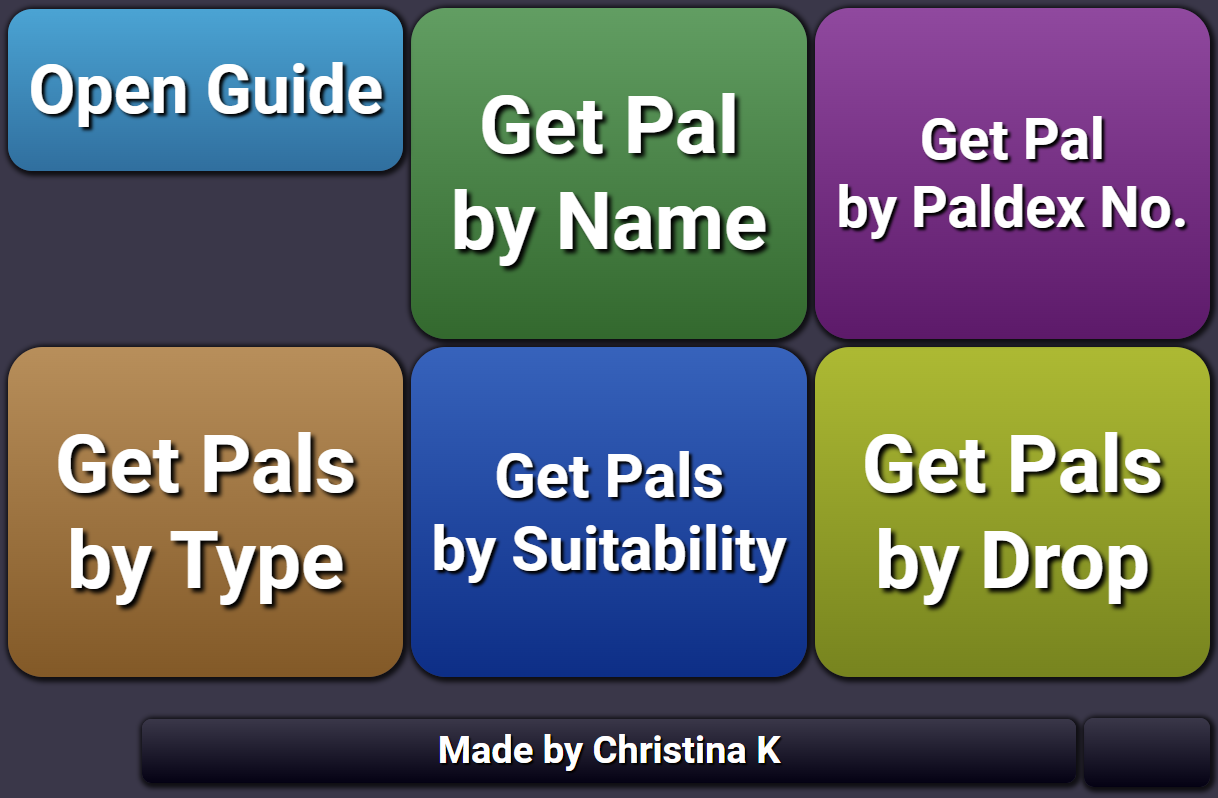 Open Guide
Get Pal
by Name
Get Pal
by Paldex No.
Get Pals
by Type
Get Pals
by Suitability
Get Pals
by Drop
Made by Christina K